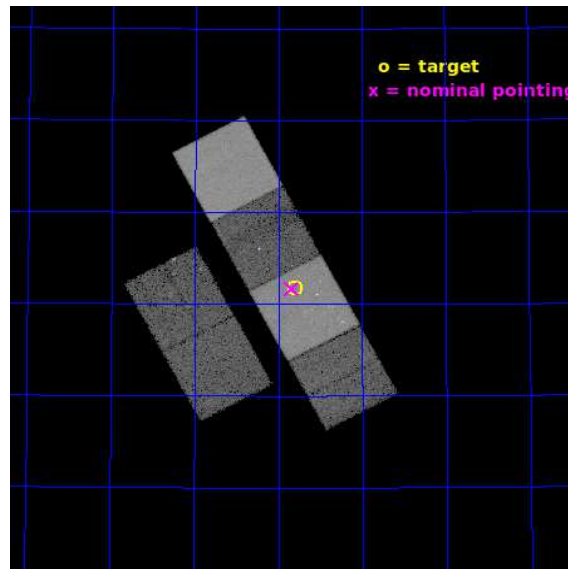 o = target
x = nominal pointing